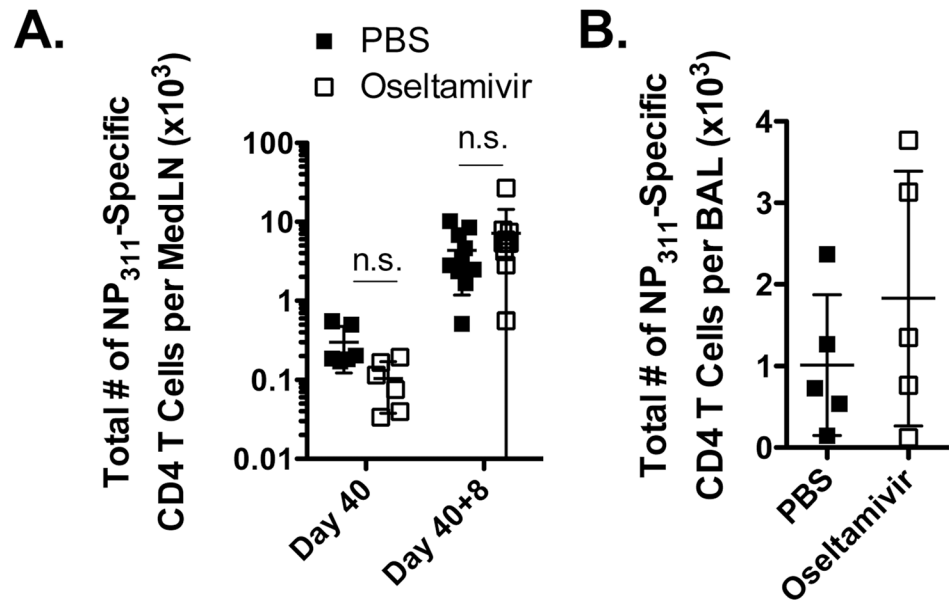 A.
PBS
Oseltamivir
Total # of NP311-Specific
CD4 T Cells per MedLN (x10³)
100
10
1
0.1
0.01
n.s.
n.s.
Day 40
Day 40+8
B.
Total # of NP311-Specific
CD4 T Cells per BAL (x10³)
4
3
2
1
0
PBS
Oseltamivir